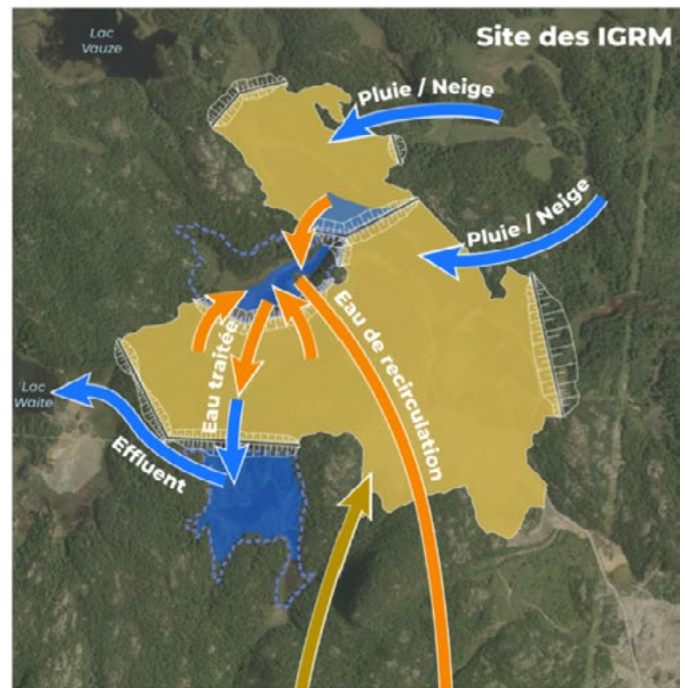 Lac
Vauze
Site des IGRM
Pluie / Neige
Pluie / Neige
Eau traitée
Eau de recirculation
Lac
Waite
Effluent